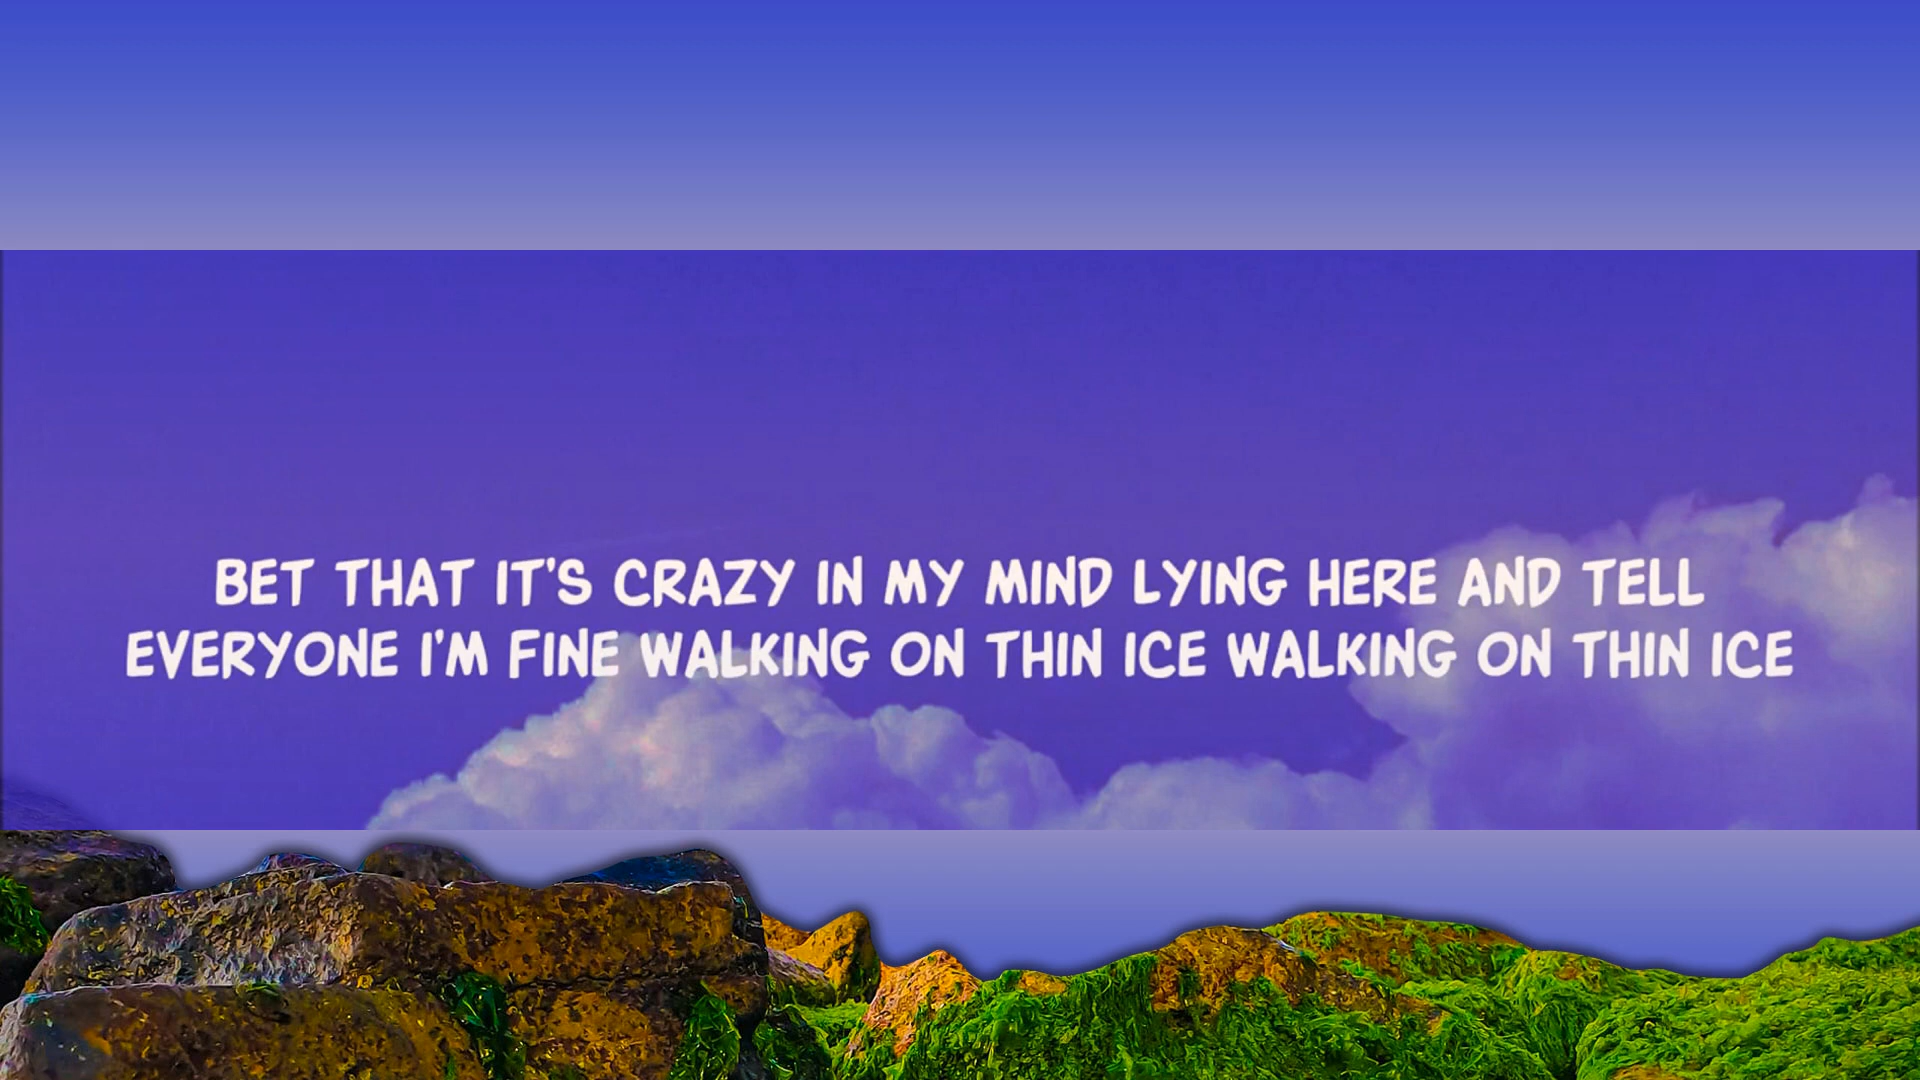 BET THAT IT'S CRAZY IN MY MIND LYING HERE AND TELL
EVERYONE I'M FINE WALKING ON THIN ICE WALKING ON THIN ICE